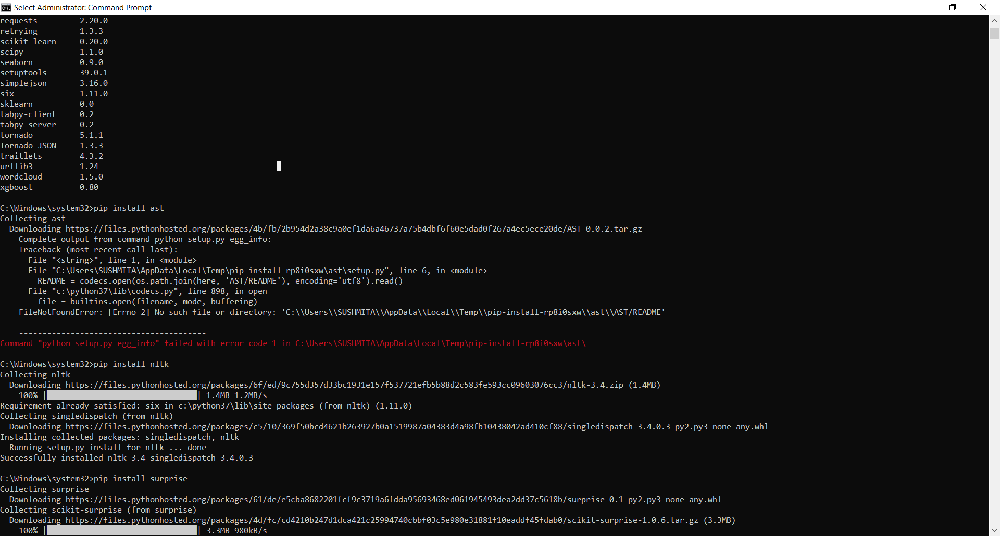 Select Administrator: Command Prompt
requests         2.20.0
retrying         1.3.3
scikit-learn     0.20.0
scipy            1.1.0
seaborn          0.9.0
setuptools       39.0.1
simplejson       3.16.0
six              1.11.0
sklearn          0.0
tabpy-client     0.2
tabpy-server     0.2
tornado          5.1.1
Tornado-JSON     1.3.3
traitlets        4.3.2
urllib3          1.24
wordcloud        1.5.0
xgboost          0.80
C:\Windows\system32>pip install ast
Collecting ast
  Downloading https://files.pythonhosted.org/packages/4b/fb/2b954d2a38c9a0ef1da6a46737a75b4dbf6f60e5dad0f267a4ec5ece20de/AST-0.0.2.tar.gz
    Complete output from command python setup.py egg_info:
    Traceback (most recent call last):
      File "<string>", line 1, in <module>
      File "C:\Users\SUSHMITA\AppData\Local\Temp\pip-install-rp8i0sxw\ast\setup.py", line 6, in <module>
        README = codecs.open(os.path.join(here, 'AST/README'), encoding='utf8').read()
      File "c:\python37\lib\codecs.py", line 898, in open
        file = builtins.open(filename, mode, buffering)
    FileNotFoundError: [Errno 2] No such file or directory: 'C:\\Users\\SUSHMITA\\AppData\\Local\\Temp\\pip-install-rp8i0sxw\\ast\\AST/README'
    ----------------------------------------
Command "python setup.py egg_info" failed with error code 1 in C:\Users\SUSHMITA\AppData\Local\Temp\pip-install-rp8i0sxw\ast\
C:\Windows\system32>pip install nltk
Collecting nltk
  Downloading https://files.pythonhosted.org/packages/6f/ed/9c755d357d33bc1931e157f537721efb5b88d2c583fe593cc09603076cc3/nltk-3.4.zip (1.4MB)
    100% |████████████████████████████████| 1.4MB 1.2MB/s
Requirement already satisfied: six in c:\python37\lib\site-packages (from nltk) (1.11.0)
Collecting singledispatch (from nltk)
  Downloading https://files.pythonhosted.org/packages/c5/10/369f50bcd4621b263927b0a1519987a04383d4a98fb10438042ad410cf88/singledispatch-3.4.0.3-py2.py3-none-any.whl
Installing collected packages: singledispatch, nltk
  Running setup.py install for nltk ... done
Successfully installed nltk-3.4 singledispatch-3.4.0.3
C:\Windows\system32>pip install surprise
Collecting surprise
  Downloading https://files.pythonhosted.org/packages/61/de/e5cba8682201fcf9c3719a6fdda95693468ed061945493dea2dd37c5618b/surprise-0.1-py2.py3-none-any.whl
Collecting scikit-surprise (from surprise)
  Downloading https://files.pythonhosted.org/packages/4d/fc/cd4210b247d1dca421c25994740cbbf03c5e980e31881f10eaddf45fdab0/scikit-surprise-1.0.6.tar.gz (3.3MB)
    100% |████████████████████████████████| 3.3MB 980kB/s